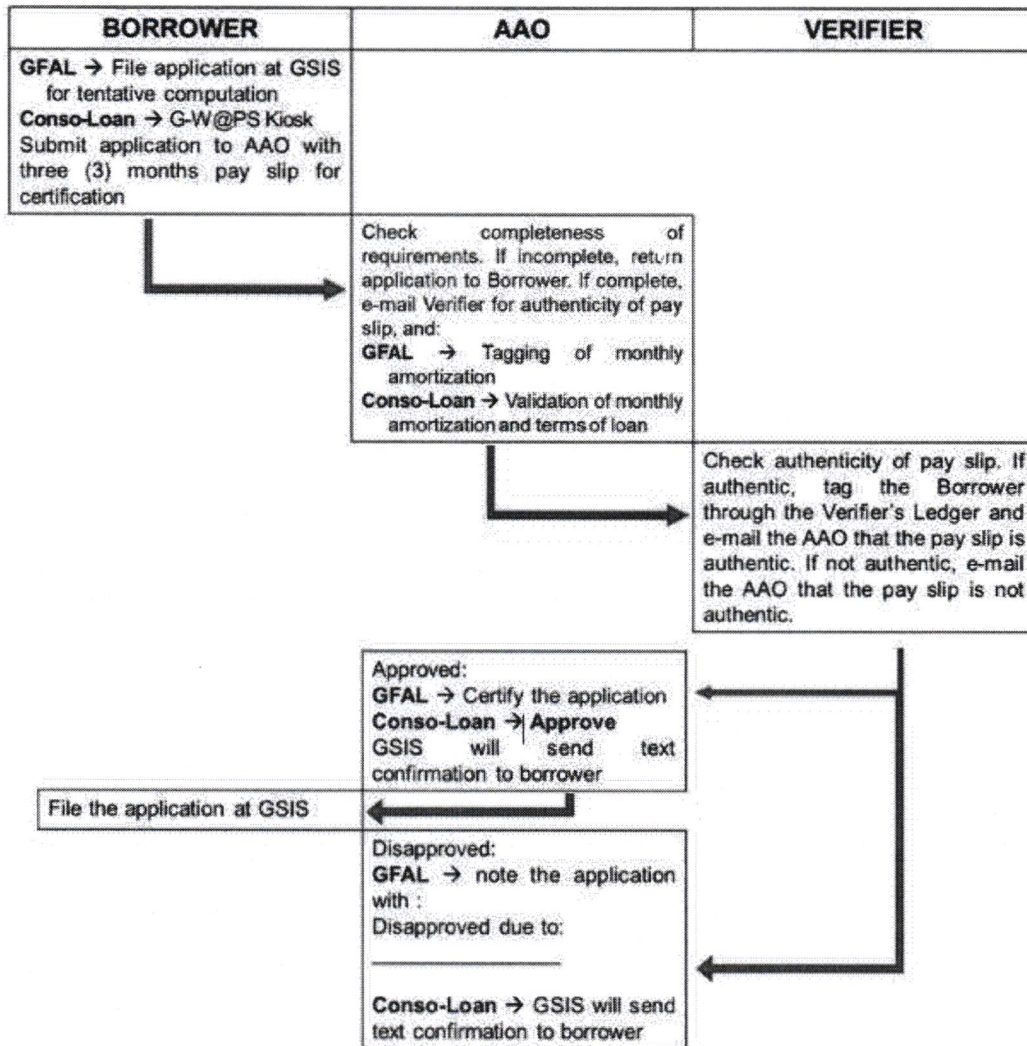 BORROWER
AAO
VERIFIER
GFAL → File application at GSIS
for tentative computation
Conso-Loan → G-W@PS Kiosk
Submit application to AAO with
three (3) months pay slip for
certification
Check completeness of
requirements. If incomplete, return
application to Borrower. If complete,
e-mail Verifier for authenticity of pay
slip, and:
GFAL → Tagging of monthly
amortization
Conso-Loan → Validation of monthly
amortization and terms of loan
Check authenticity of pay slip. If
authentic, tag the Borrower
through the Verifier's Ledger and
e-mail the AAO that the pay slip is
authentic. If not authentic, e-mail
the AAO that the pay slip is not
authentic.
Approved:
GFAL → Certify the application
Conso-Loan → Approve
GSIS will send text
confirmation to borrower
File the application at GSIS
Disapproved:
GFAL → note the application
with :
Disapproved due to:
____________________
Conso-Loan → GSIS will send
text confirmation to borrower